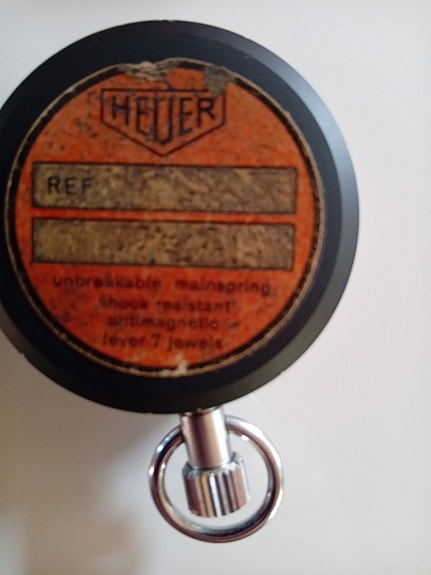 HEUER
REF
unbreakable mainspring
shock resistant
antimagnetic
lever 7 jewels